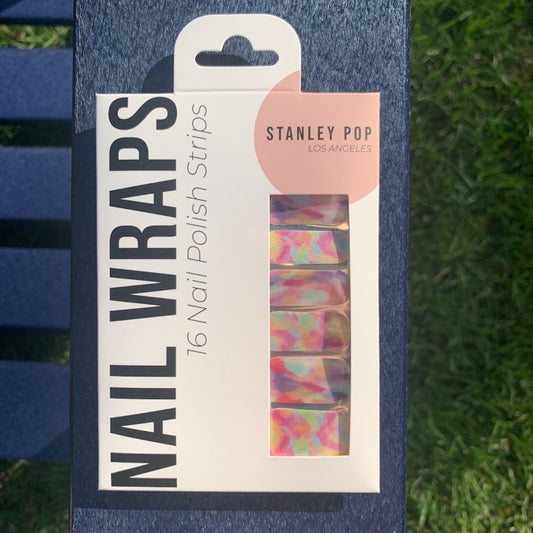 STANLEY POP
LOS ANGELES
NAIL WRAPS
16 Nail Polish Strips